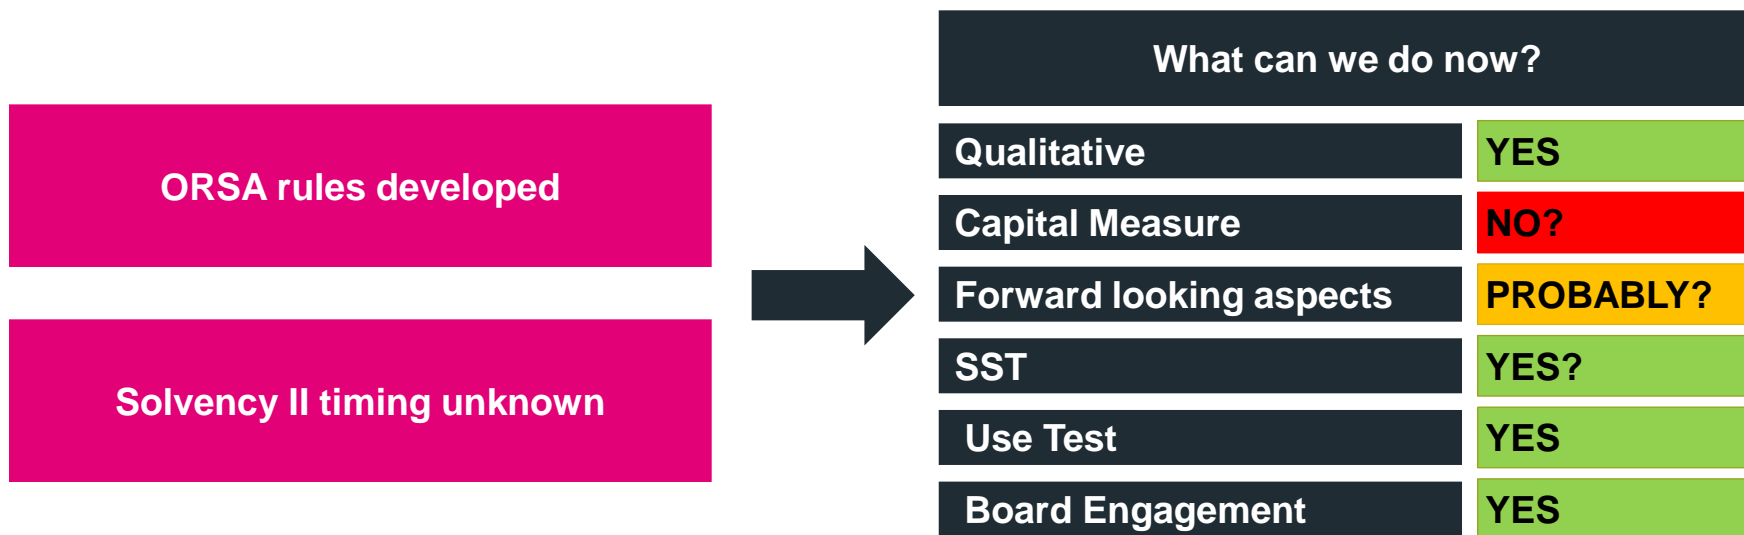 ORSA rules developed
Solvency II timing unknown
What can we do now?
Qualitative YES
Capital Measure NO?
Forward looking aspects PROBABLY?
SST YES?
Use Test YES
Board Engagement YES